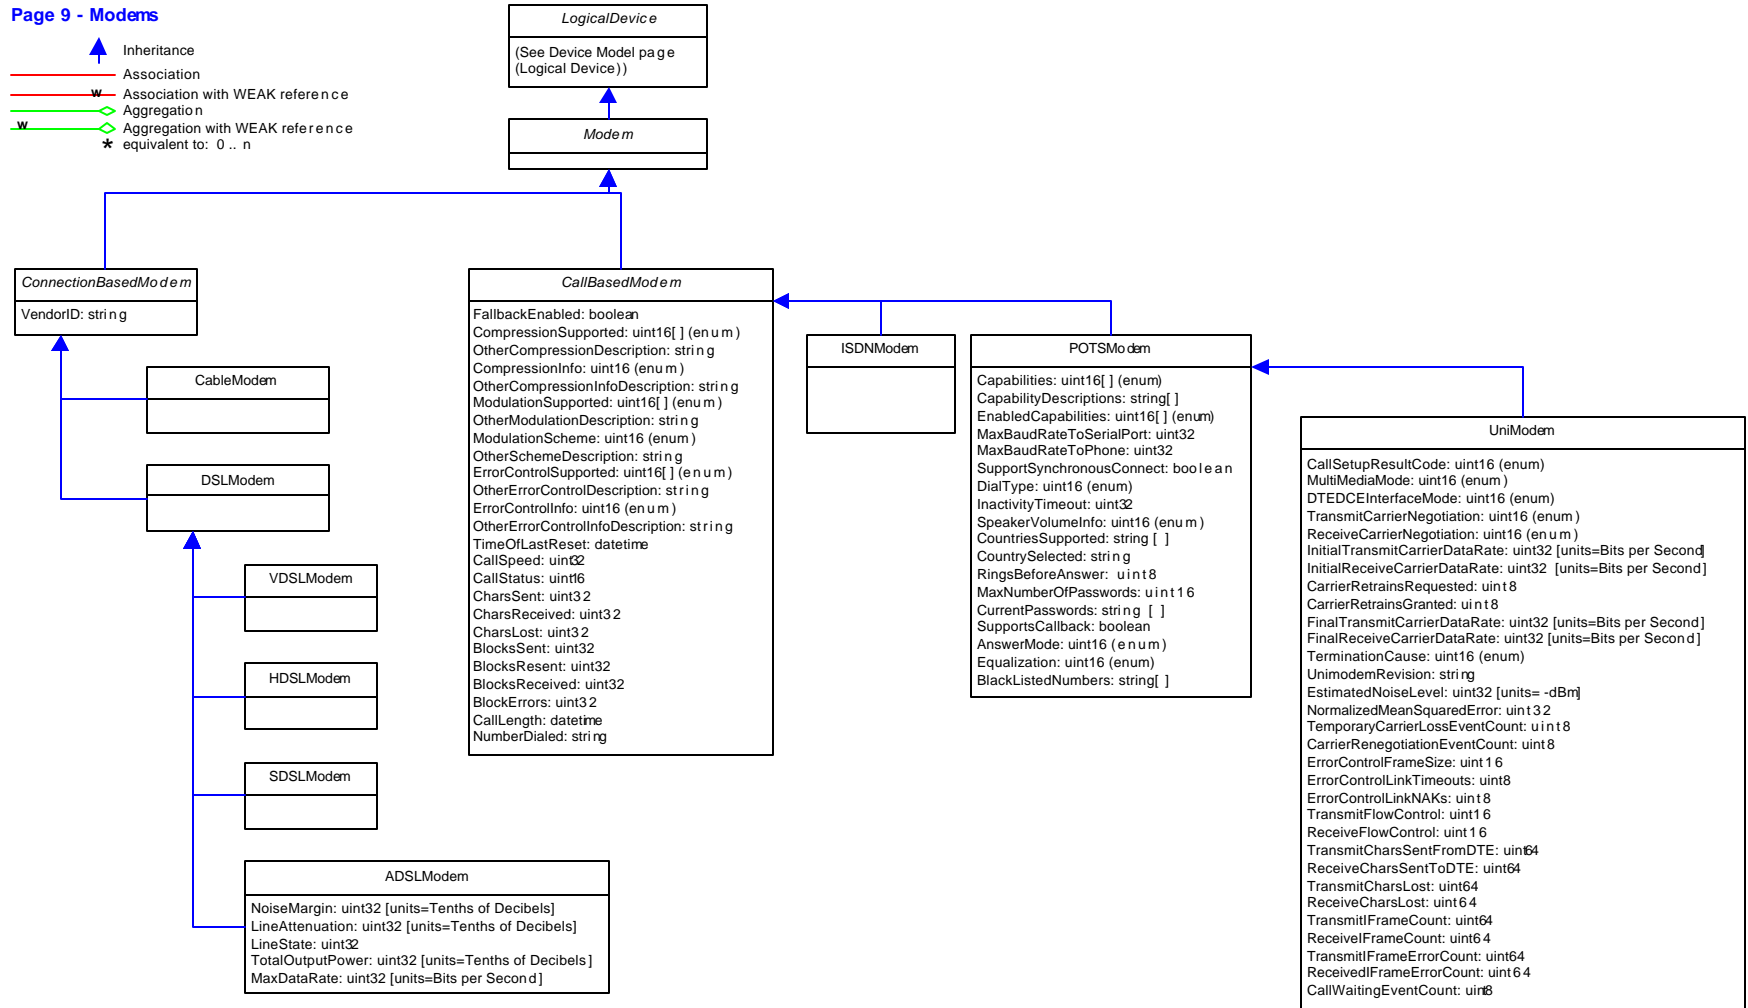 Page 9 - Modems
Inheritance
Association
w Association with WEAK reference
Aggregation
w Aggregation with WEAK reference
* equivalent to: 0 .. n
LogicalDevice
(See Device Model page
(Logical Device))
Modem
ConnectionBasedModem
VendorID: string
CableModem
DSLModem
VDSLModem
HDSLModem
SDSLModem
ADSLModem
NoiseMargin: uint32 [units=Tenths of Decibels]
LineAttenuation: uint32 [units=Tenths of Decibels]
LineState: uint32
TotalOutputPower: uint32 [units=Tenths of Decibels]
MaxDataRate: uint32 [units=Bits per Second]
CallBasedModem
FallbackEnabled: boolean
CompressionSupported: uint16[ ] (enum)
OtherCompressionDescription: string
CompressionInfo: uint16 (enum)
OtherCompressionInfoDescription: string
ModulationSupported: uint16[ ] (enum)
OtherModulationDescription: string
ModulationScheme: uint16 (enum)
OtherSchemeDescription: string
ErrorControlSupported: uint16[ ] (enum)
OtherErrorControlDescription: string
ErrorControlInfo: uint16 (enum)
OtherErrorControlInfoDescription: string
TimeOfLastReset: datetime
CallSpeed: uint32
CallStatus: uint16
CharsSent: uint32
CharsReceived: uint32
CharsLost: uint32
BlocksSent: uint32
BlocksResent: uint32
BlocksReceived: uint32
BlockErrors: uint32
CallLength: datetime
NumberDialed: string
ISDNModem
POTSModem
Capabilities: uint16[ ] (enum)
CapabilityDescriptions: string[ ]
EnabledCapabilities: uint16[ ] (enum)
MaxBaudRateToSerialPort: uint32
MaxBaudRateToPhone: uint32
SupportSynchronousConnect: boolean
DialType: uint16 (enum)
InactivityTimeout: uint32
SpeakerVolumeInfo: uint16 (enum)
CountriesSupported: string [ ]
CountrySelected: string
RingsBeforeAnswer: uint8
MaxNumberOfPasswords: uint16
CurrentPasswords: string [ ]
SupportsCallback: boolean
AnswerMode: uint16 (enum)
Equalization: uint16 (enum)
BlackListedNumbers: string[ ]
UniModem
CallSetupResultCode: uint16 (enum)
MultiMediaMode: uint16 (enum)
DTEDCEInterfaceMode: uint16 (enum)
TransmitCarrierNegotiation: uint16 (enum)
ReceiveCarrierNegotiation: uint16 (enum)
InitialTransmitCarrierDataRate: uint32 [units=Bits per Second]
InitialReceiveCarrierDataRate: uint32 [units=Bits per Second]
CarrierRetrainsRequested: uint8
CarrierRetrainsGranted: uint8
FinalTransmitCarrierDataRate: uint32 [units=Bits per Second]
FinalReceiveCarrierDataRate: uint32 [units=Bits per Second]
TerminationCause: uint16 (enum)
UnimodemRevision: string
EstimatedNoiseLevel: uint32 [units= -dBm]
NormalizedMeanSquaredError: uint32
TemporaryCarrierLossEventCount: uint8
CarrierRenegotiationEventCount: uint8
ErrorControlFrameSize: uint16
ErrorControlLinkTimeouts: uint8
ErrorControlLinkNAKs: uint8
TransmitFlowControl: uint16
ReceiveFlowControl: uint16
TransmitCharsSentFromDTE: uint64
ReceiveCharsSentToDTE: uint64
TransmitCharsLost: uint64
ReceiveCharsLost: uint64
TransmitIFrameCount: uint64
ReceiveIFrameCount: uint64
TransmitIFrameErrorCount: uint64
ReceivedIFrameErrorCount: uint64
CallWaitingEventCount: uint8